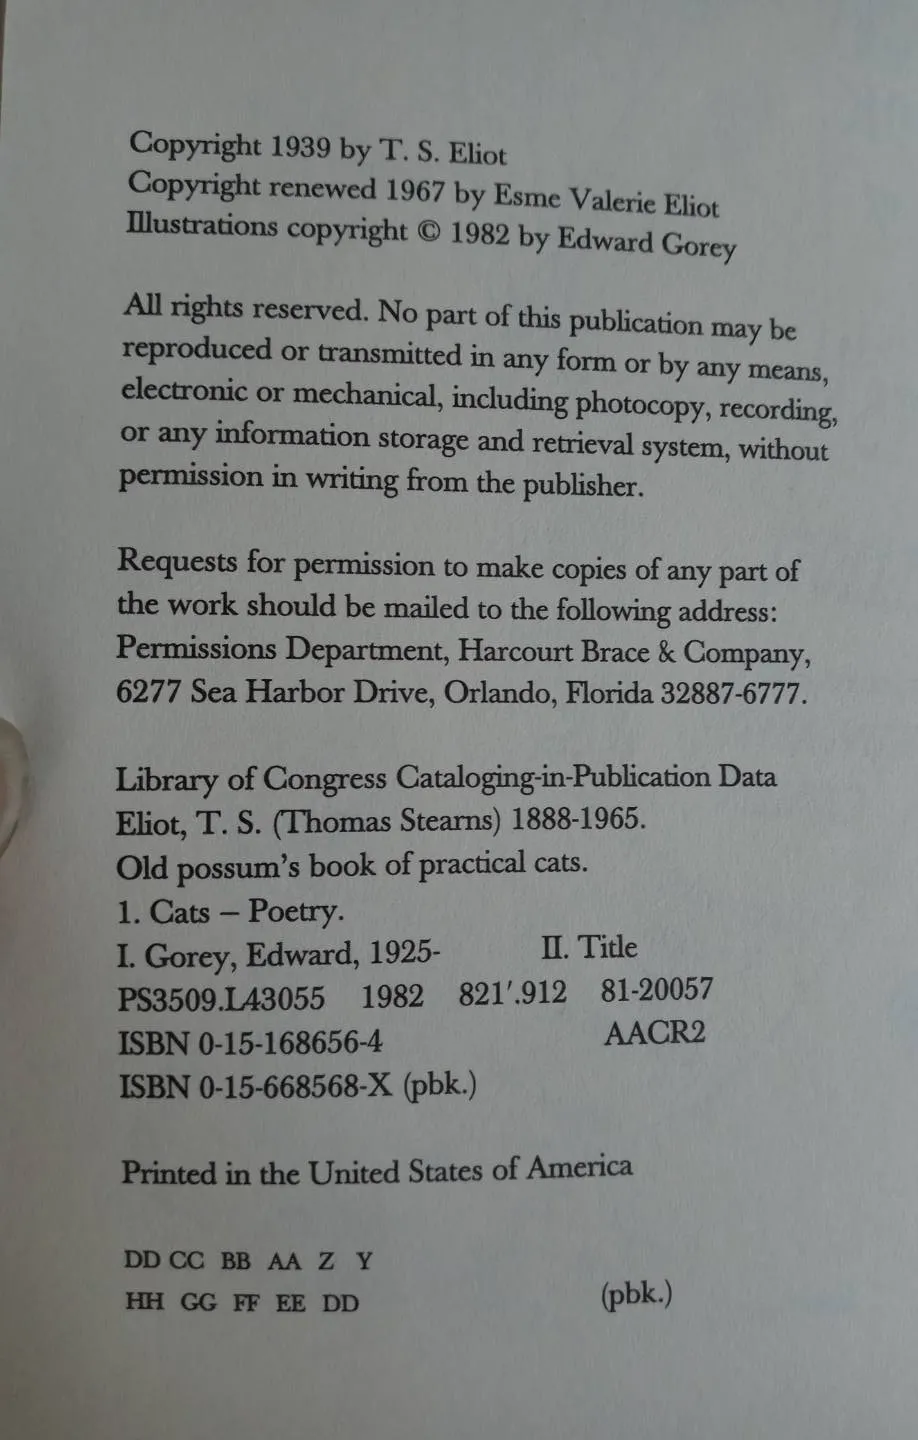 Copyright 1939 by T. S. Eliot
Copyright renewed 1967 by Esme Valerie Eliot
Illustrations copyright © 1982 by Edward Gorey
All rights reserved. No part of this publication may be
reproduced or transmitted in any form or by any means,
electronic or mechanical, including photocopy, recording,
or any information storage and retrieval system, without
permission in writing from the publisher.
Requests for permission to make copies of any part of
the work should be mailed to the following address:
Permissions Department, Harcourt Brace & Company,
6277 Sea Harbor Drive, Orlando, Florida 32887-6777.
Library of Congress Cataloging-in-Publication Data
Eliot, T. S. (Thomas Stearns) 1888-1965.
Old possum's book of practical cats.
1. Cats – Poetry.
I. Gorey, Edward, 1925- II. Title
PS3509.L43055 1982 821′.912 81-20057
ISBN 0-15-168656-4 AACR2
ISBN 0-15-668568-X (pbk.)
Printed in the United States of America
DD CC BB AA Z Y
HH GG FF EE DD (pbk.)